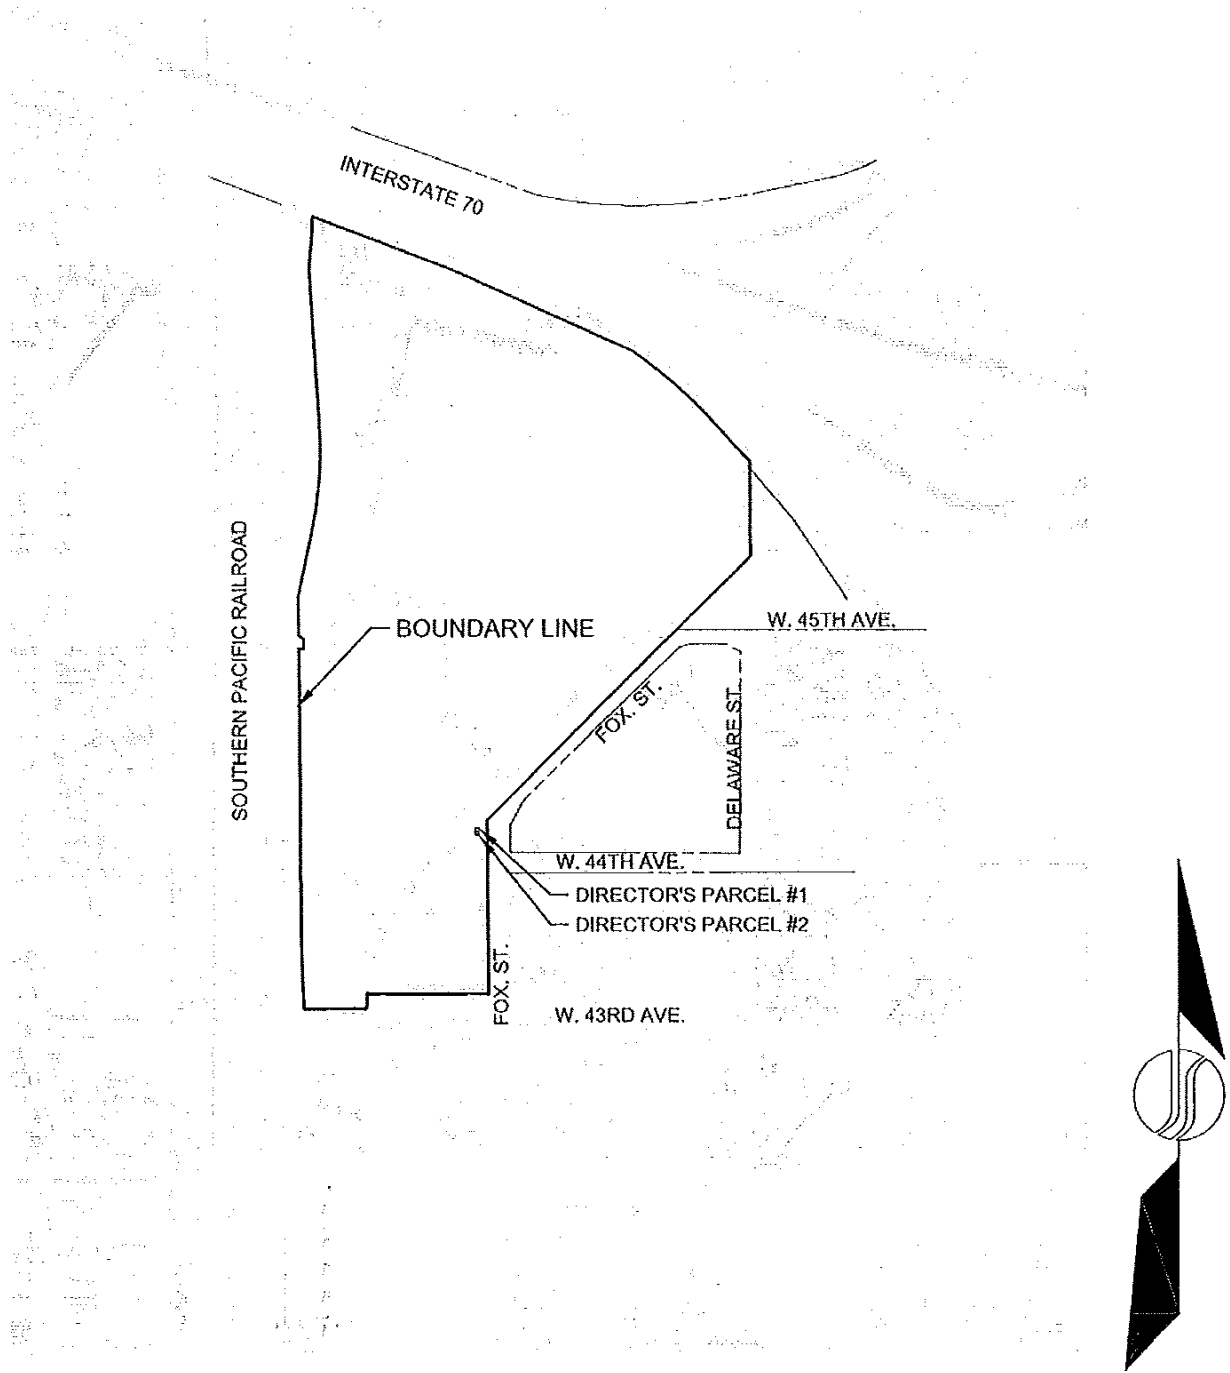 INTERSTATE 70
SOUTHERN PACIFIC RAILROAD
BOUNDARY LINE
W. 45TH AVE.
FOX. ST.
DELAWARE ST.
W. 44TH AVE.
DIRECTOR'S PARCEL #1
DIRECTOR'S PARCEL #2
FOX. ST.
W. 43RD AVE.